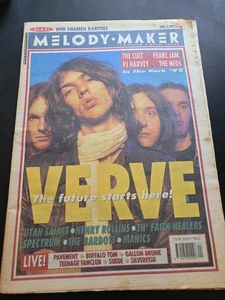 WIN SHAMEN RARITIES
MELODY·MAKER
THE CULT · PEARL JAM
PJ HARVEY · THE NEDS
In The Park '92
VERVE
The future starts here!
UTAH SAINTS • HENRY ROLLINS • TH' FAITH HEALERS
SPECTRUM • THE BARDOTS • MANICS
LIVE!
PAVEMENT • BUFFALO TOM • GALLON DRUNK
TEENAGE FANCLUB • SUEDE • SILVERFISH